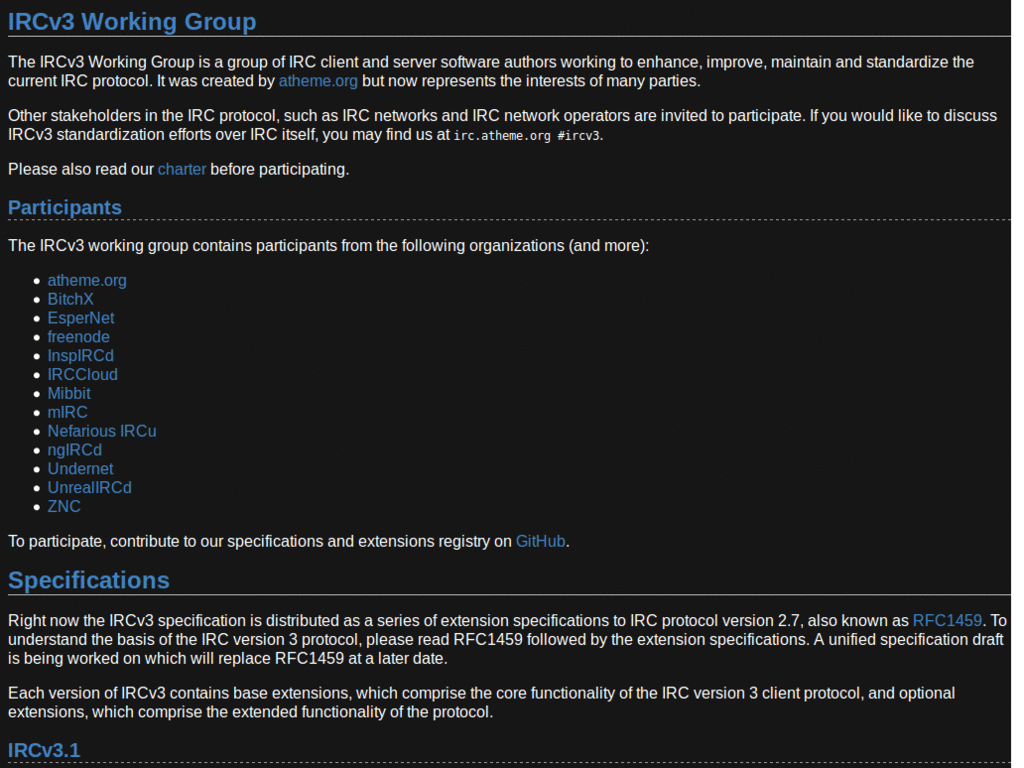 IRCv3 Working Group
The IRCv3 Working Group is a group of IRC client and server software authors working to enhance, improve, maintain and standardize the
current IRC protocol. It was created by atheme.org but now represents the interests of many parties.
Other stakeholders in the IRC protocol, such as IRC networks and IRC network operators are invited to participate. If you would like to discuss
IRCv3 standardization efforts over IRC itself, you may find us at irc.atheme.org #ircv3.
Please also read our charter before participating.
Participants
The IRCv3 working group contains participants from the following organizations (and more):
• atheme.org
• BitchX
• EsperNet
• freenode
• InspIRCd
• IRCCloud
• Mibbit
• mIRC
• Nefarious IRCu
• ngIRCd
• Undernet
• UnrealIRCd
• ZNC
To participate, contribute to our specifications and extensions registry on GitHub.
Specifications
Right now the IRCv3 specification is distributed as a series of extension specifications to IRC protocol version 2.7, also known as RFC1459. To
understand the basis of the IRC version 3 protocol, please read RFC1459 followed by the extension specifications. A unified specification draft
is being worked on which will replace RFC1459 at a later date.
Each version of IRCv3 contains base extensions, which comprise the core functionality of the IRC version 3 client protocol, and optional
extensions, which comprise the extended functionality of the protocol.
IRCv3.1